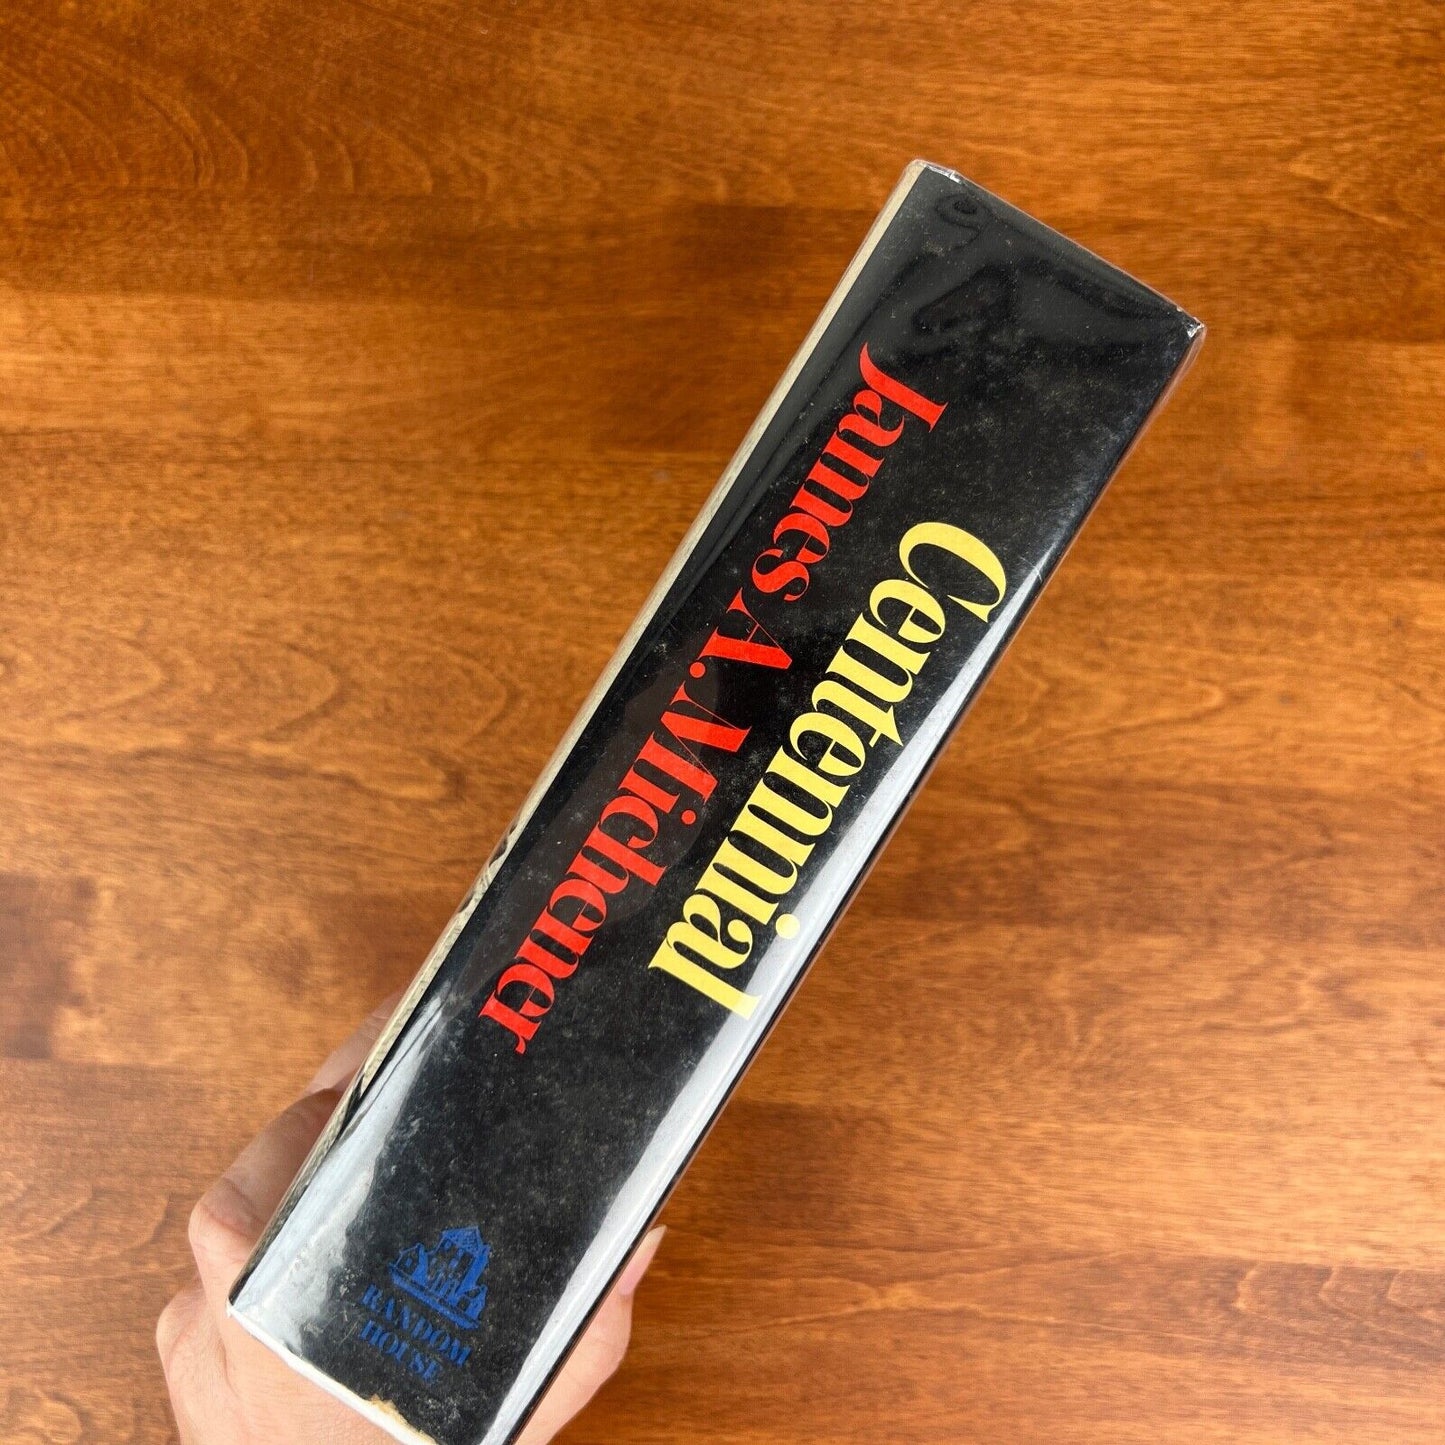 Centennial
James A. Michener
RANDOM
HOUSE